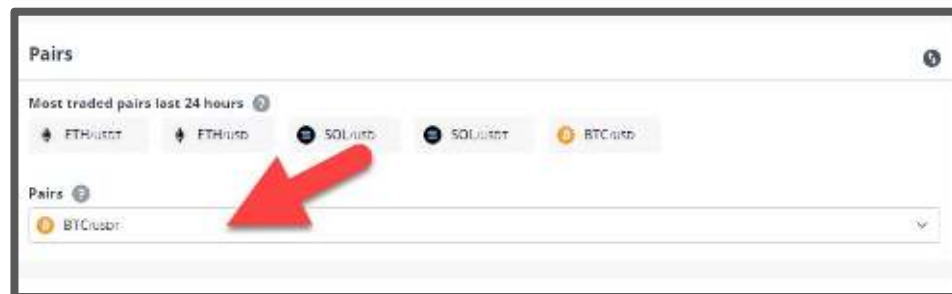 Pairs
Most traded pairs last 24 hours
ETH/USDT ETH/USD SOL/USD SOL/USDT BTC/USD
Pairs
BTC/USDT